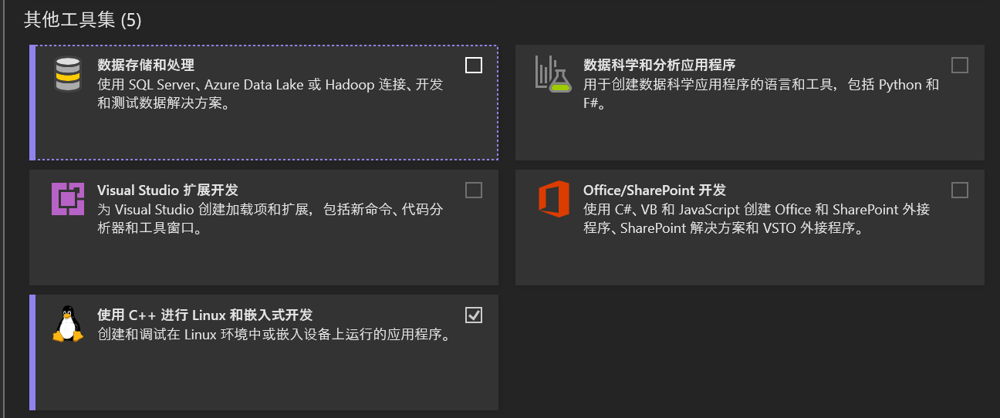 其他工具集 (5)
数据存储和处理
使用 SQL Server、Azure Data Lake 或 Hadoop 连接、开发
和测试数据解决方案。
数据科学和分析应用程序
用于创建数据科学应用程序的语言和工具，包括 Python 和
F#。
Visual Studio 扩展开发
为 Visual Studio 创建加载项和扩展，包括新命令、代码分
析器和工具窗口。
Office/SharePoint 开发
使用 C#、VB 和 JavaScript 创建 Office 和 SharePoint 外接
程序、SharePoint 解决方案和 VSTO 外接程序。
使用 C++ 进行 Linux 和嵌入式开发
创建和调试在 Linux 环境中或嵌入设备上运行的应用程序。